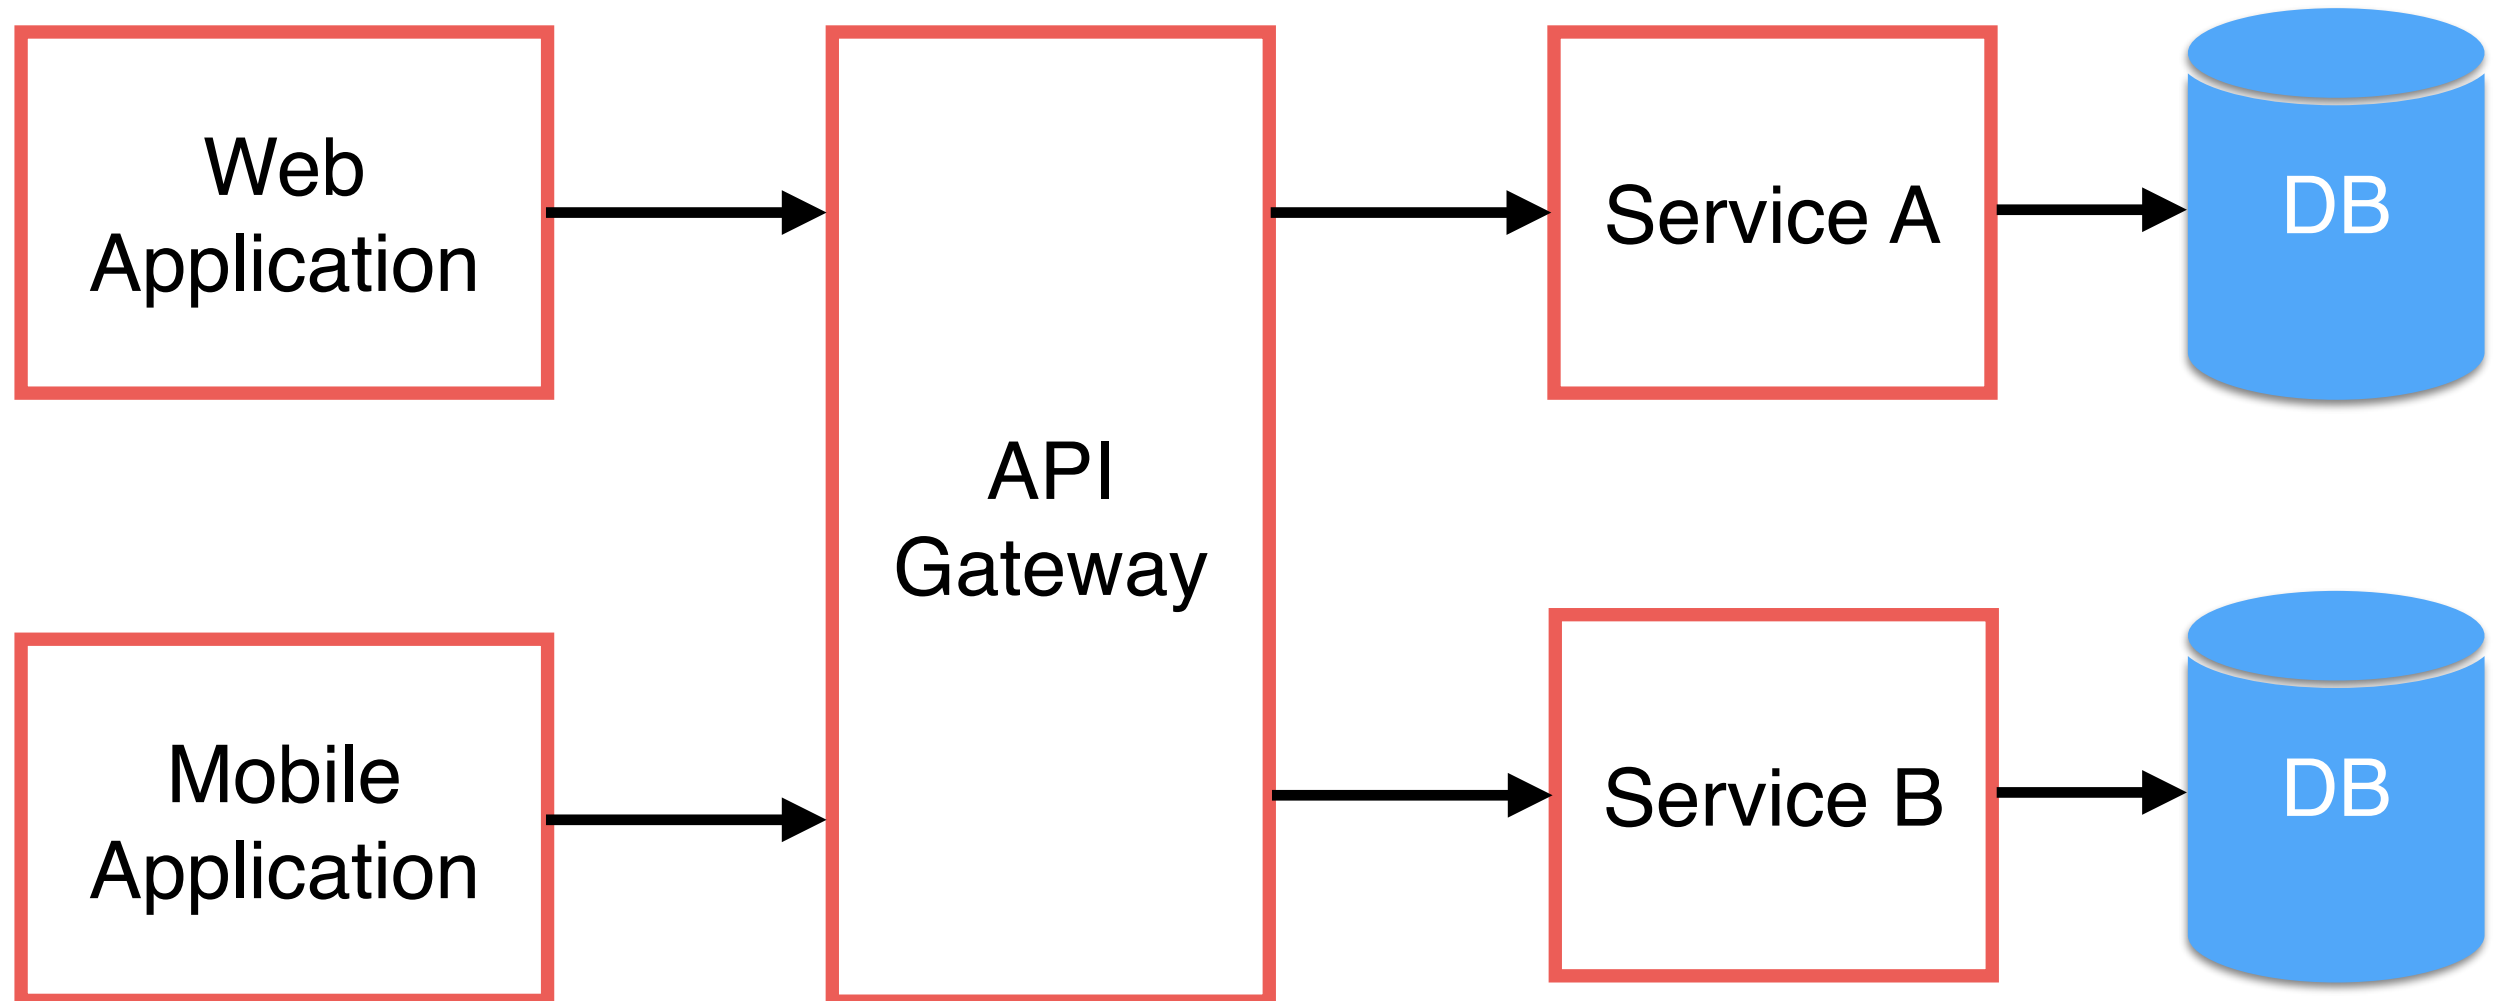 Web
Application
API
Gateway
Service A
DB
Mobile
Application
Service B
DB